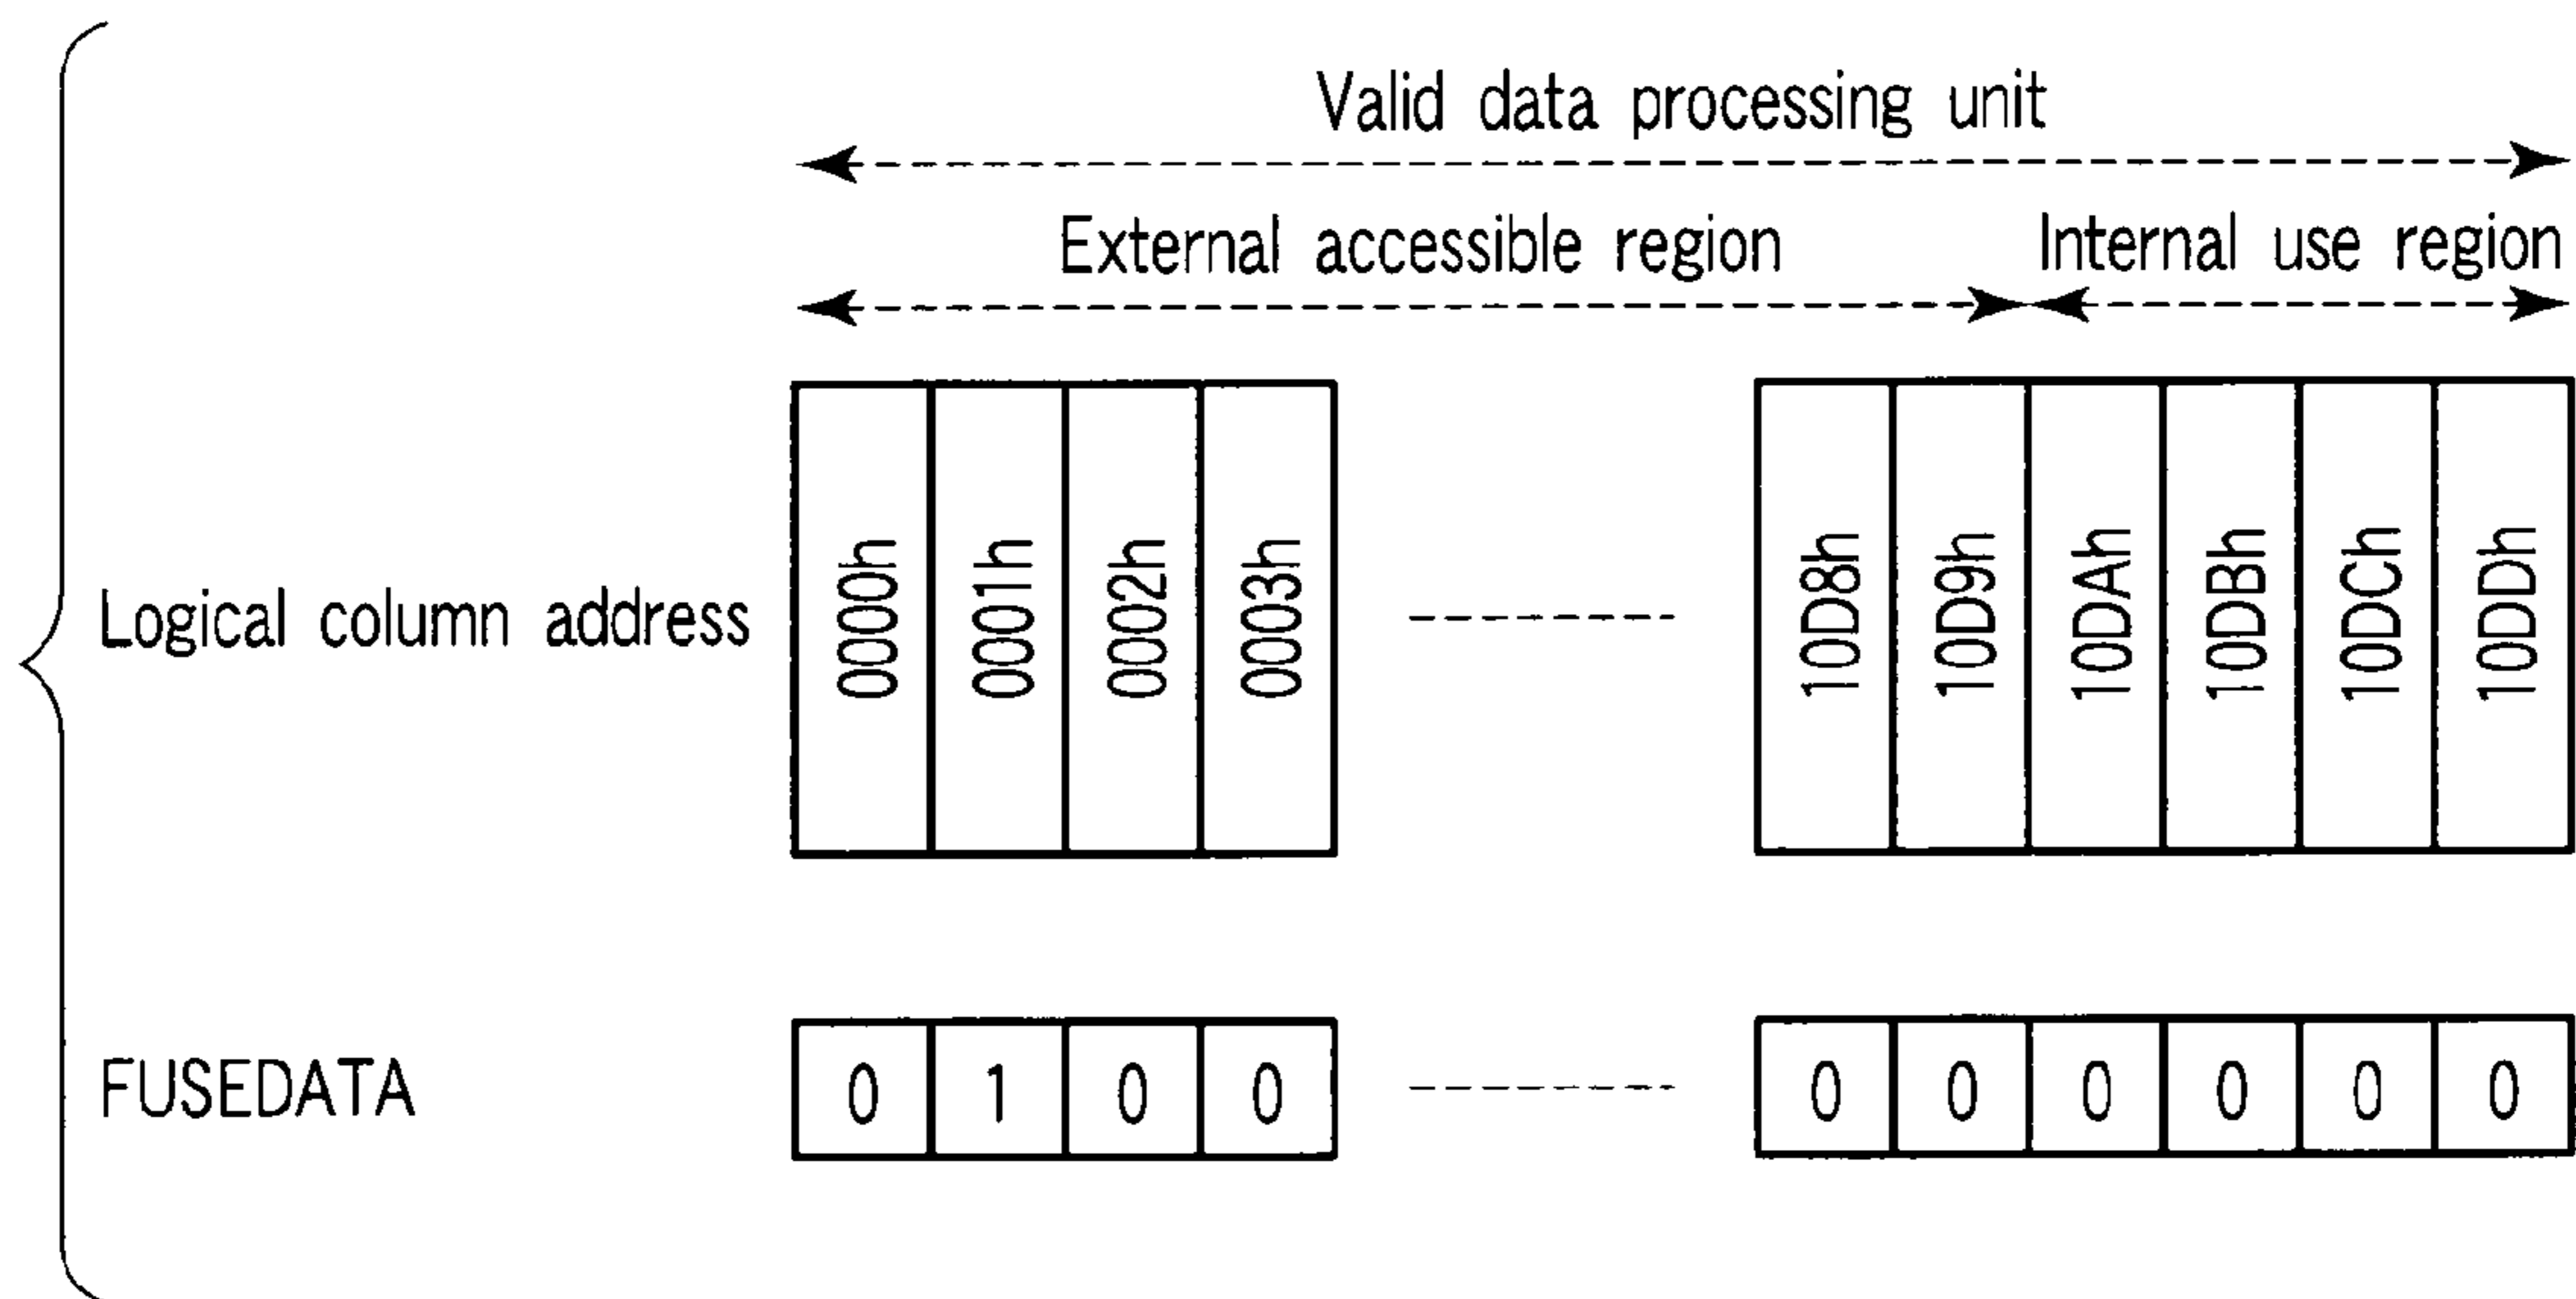 Valid data processing unit
External accessible region Internal use region
Logical column address 0000h 0001h 0002h 0003h 10D8h 10D9h 10DAh 10DBh 10DCh 10DDh
FUSEDATA 0 1 0 0 0 0 0 0 0 0